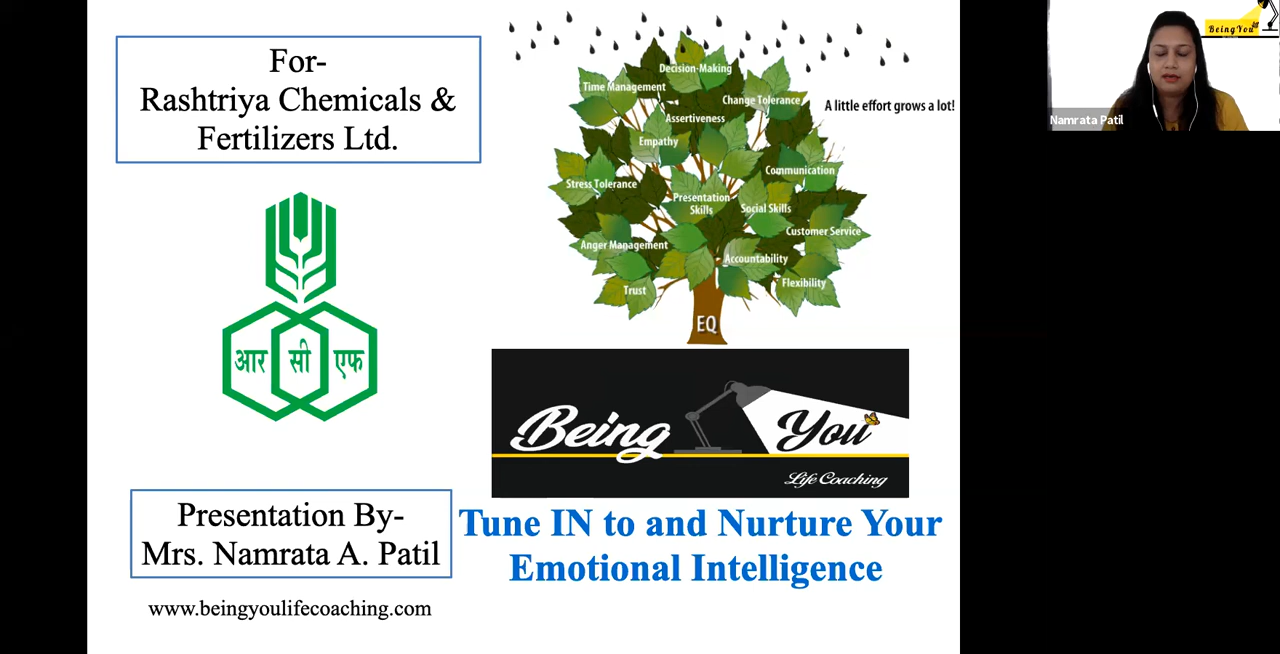 For-
Rashtriya Chemicals &
Fertilizers Ltd.
आर सी एफ
Presentation By-
Mrs. Namrata A. Patil
www.beingyoulifecoaching.com
Decision-Making
Time Management
Change Tolerance
A little effort grows a lot!
Assertiveness
Empathy
Communication
Stress Tolerance
Presentation
Skills
Social Skills
Customer Service
Anger Management
Accountability
Flexibility
Trust
EQ
Being You
Life Coaching
Tune IN to and Nurture Your
Emotional Intelligence
BeingYou
Namrata Patil